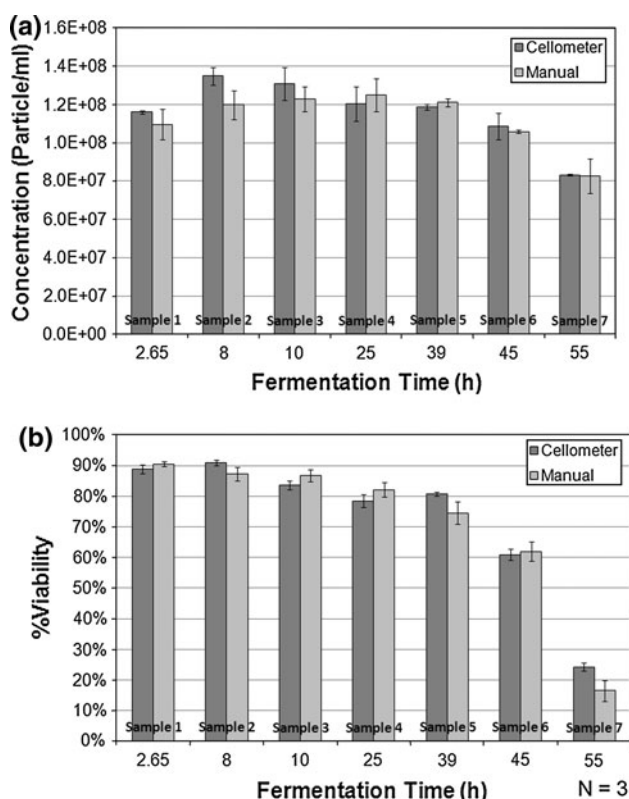 (a)
Concentration (Particle/ml)
1.6E+08
1.4E+08
1.2E+08
1.0E+08
8.0E+07
6.0E+07
4.0E+07
2.0E+07
0.0E+00
Cellometer
Manual
Sample 1 Sample 2 Sample 3 Sample 4 Sample 5 Sample 6 Sample 7
2.65 8 10 25 39 45 55
Fermentation Time (h)
(b)
%Viability
100%
90%
80%
70%
60%
50%
40%
30%
20%
10%
0%
Cellometer
Manual
Sample 1 Sample 2 Sample 3 Sample 4 Sample 5 Sample 6 Sample 7
2.65 8 10 25 39 45 55
Fermentation Time (h) N = 3